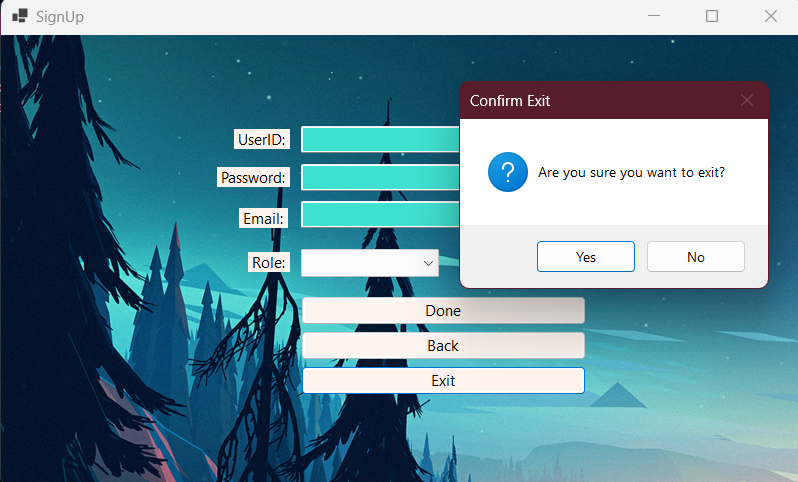 SignUp
Confirm Exit
Are you sure you want to exit?
Yes
No
UserID:
Password:
Email:
Role:
Done
Back
Exit